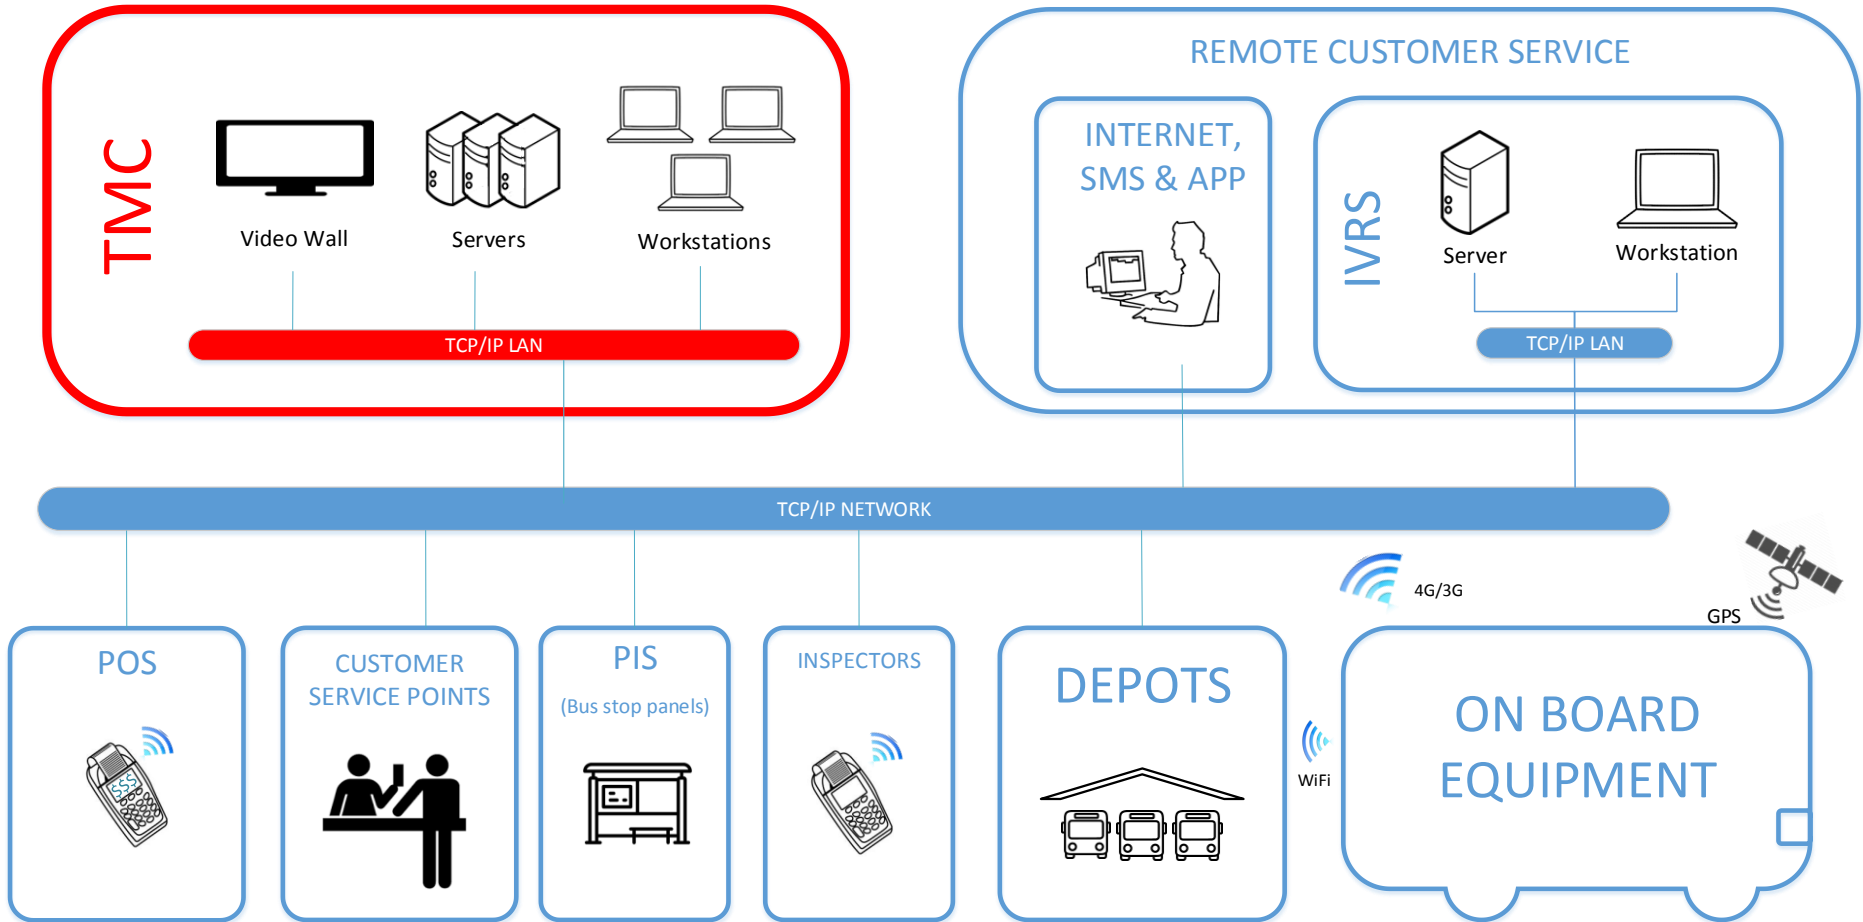 TMC
Video Wall
Servers
Workstations
TCP/IP LAN
REMOTE CUSTOMER SERVICE
INTERNET,
SMS & APP
IVRS
Server
Workstation
TCP/IP LAN
TCP/IP NETWORK
4G/3G
GPS
POS
$$$
CUSTOMER
SERVICE POINTS
PIS
(Bus stop panels)
INSPECTORS
DEPOTS
WiFi
ON BOARD
EQUIPMENT